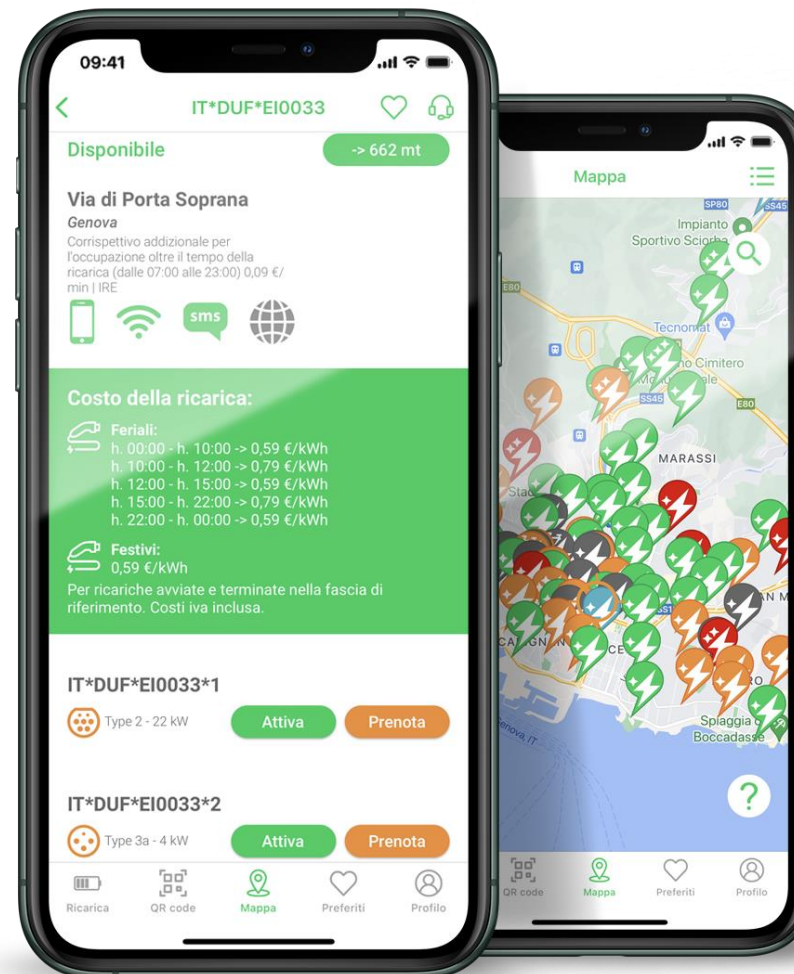 09:41
IT*DUF*EI0033
Disponibile
-> 662 mt
Via di Porta Soprana
Genova
Corrispettivo addizionale per
l'occupazione oltre il tempo della
ricarica (dalle 07:00 alle 23:00) 0,09 €/
min | IRE
sms
Costo della ricarica:
Feriali:
h. 00:00 - h. 10:00 -> 0,59 €/kWh
h. 10:00 - h. 12:00 -> 0,79 €/kWh
h. 12:00 - h. 15:00 -> 0,59 €/kWh
h. 15:00 - h. 22:00 -> 0,79 €/kWh
h. 22:00 - h. 00:00 -> 0,59 €/kWh
Festivi:
0,59 €/kWh
Per ricariche avviate e terminate nella fascia di
riferimento. Costi iva inclusa.
IT*DUF*EI0033*1
Type 2 - 22 kW
Attiva
Prenota
IT*DUF*EI0033*2
Type 3a - 4 kW
Attiva
Prenota
Ricarica
QR code
Mappa
Preferiti
Profilo
Mappa
SP80
SS45
Impianto
Sportivo Sciorba
E80
Tecnomat
Cimitero
SS45
E80
MARASSI
Genova, IT
Spiaggia
Boccadasse
?
QR code
Mappa
Preferiti
Profilo